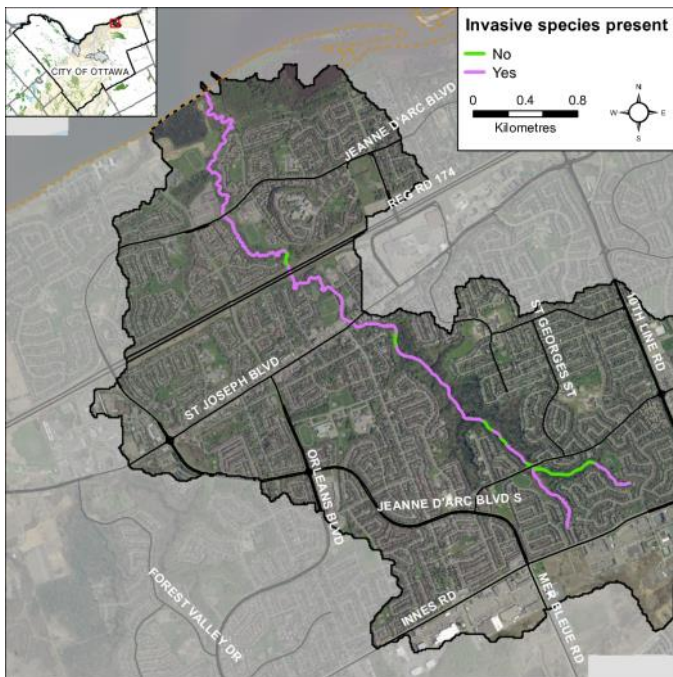 CITY OF OTTAWA
Invasive species present
No
Yes
0 0.4 0.8
Kilometres
N
W E
S
JEANNE D'ARC BLVD
REG RD 174
ST GEORGES ST
10TH LINE RD
ST JOSEPH BLVD
ORLEANS BLVD
JEANNE D'ARC BLVD S
FOREST VALLEY DR
INNES RD
MER BLEUE RD